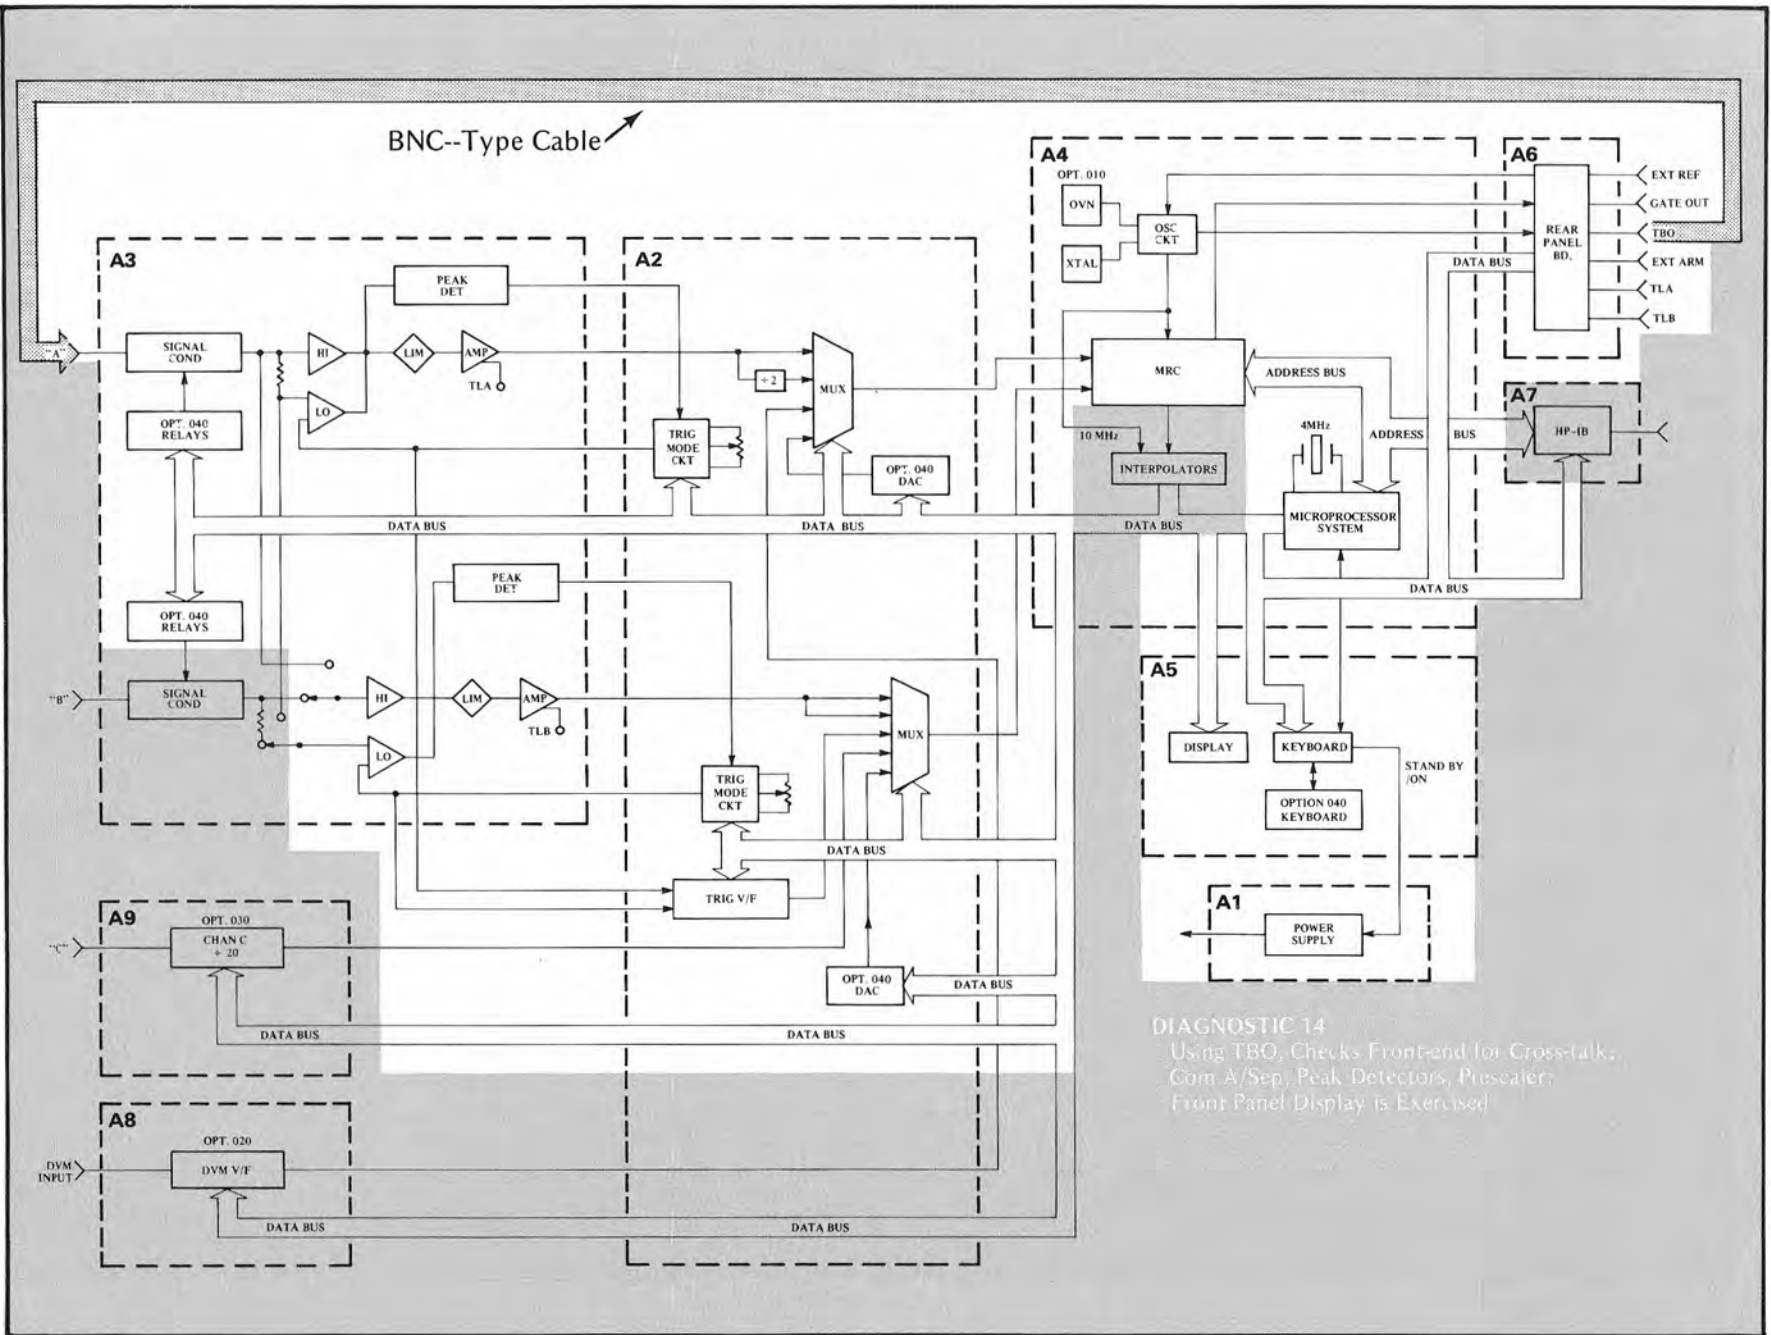 BNC--Type Cable
A4
OPT. 010
OVN
XTAL
OSC
CKT
MRC
ADDRESS BUS
10 MHz
INTERPOLATORS
4MHz
ADDRESS BUS
MICROPROCESSOR
SYSTEM
DATA BUS
DATA BUS
DATA BUS
A6
REAR
PANEL
BD.
EXT REF
GATE OUT
TBO
EXT ARM
TLA
TLB
A7
HP-IB
A3
"A"
SIGNAL
COND
OPT. 040
RELAYS
HI
LO
LIM
AMP
TLA
PEAK
DET
DATA BUS
OPT. 040
RELAYS
"B"
SIGNAL
COND
HI
LO
LIM
AMP
TLB
PEAK
DET
A2
÷ 2
MUX
TRIG
MODE
CKT
OPT. 040
DAC
DATA BUS
MUX
TRIG
MODE
CKT
DATA BUS
TRIG V/F
OPT. 040
DAC
DATA BUS
A5
DISPLAY
KEYBOARD
OPTION 040
KEYBOARD
STAND BY
/ON
A1
POWER
SUPPLY
A9
OPT. 030
"C"
CHAN C
÷ 20
DATA BUS
DATA BUS
A8
OPT. 020
DVM
INPUT
DVM V/F
DATA BUS
DATA BUS
DIAGNOSTIC 14
Using TBO, Checks Front-end for Cross-talk,
Com A/Sep, Peak Detectors, Prescaler;
Front Panel Display is Exercised